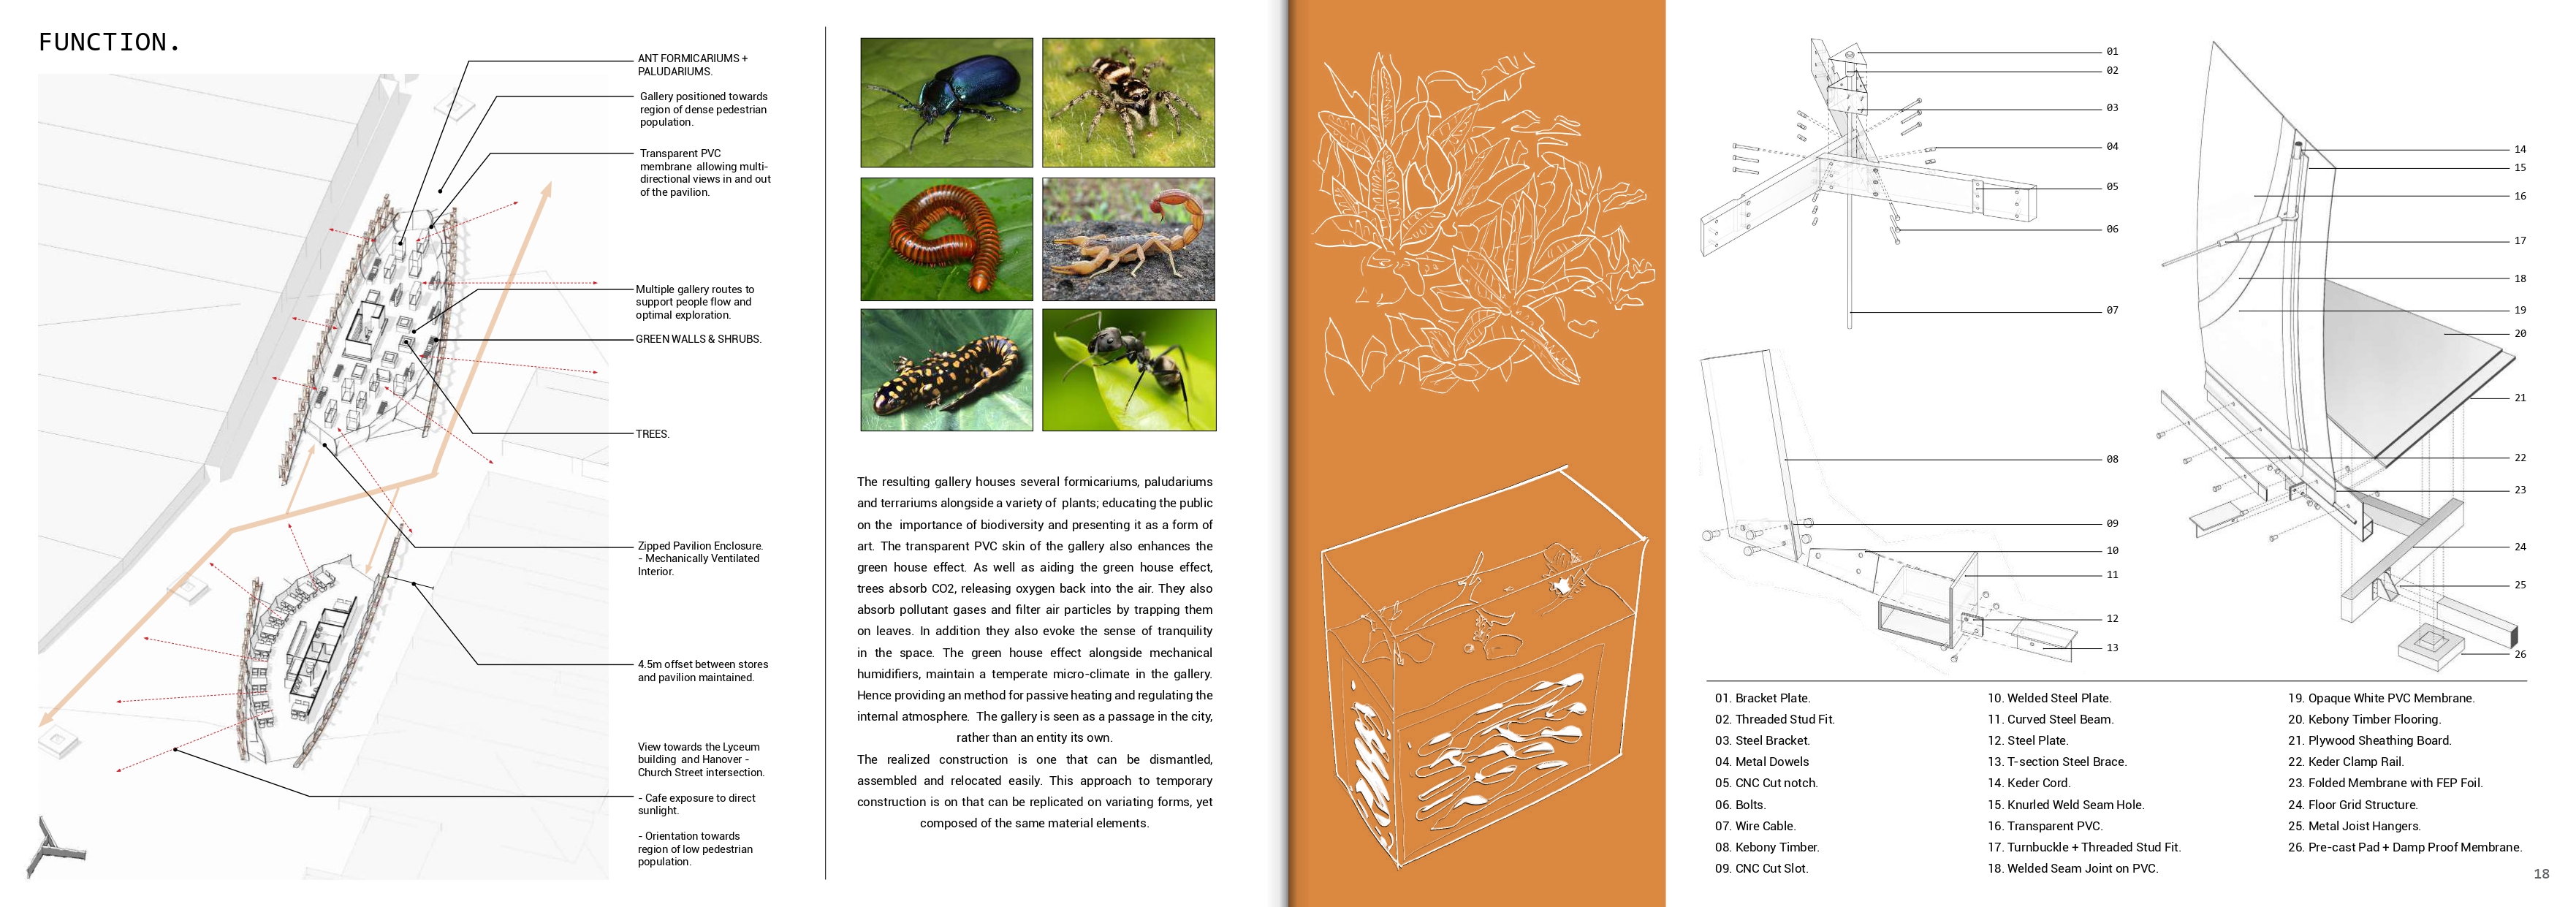 FUNCTION.
ANT FORMICARIUMS +
PALUDARIUMS.
Gallery positioned towards
region of dense pedestrian
population.
Transparent PVC
membrane allowing multi-
directional views in and out
of the pavilion.
Multiple gallery routes to
support people flow and
optimal exploration.
GREEN WALLS & SHRUBS.
TREES.
Zipped Pavilion Enclosure.
- Mechanically Ventilated
Interior.
4.5m offset between stores
and pavilion maintained.
View towards the Lyceum
building and Hanover -
Church Street intersection.
- Cafe exposure to direct
sunlight.
- Orientation towards
region of low pedestrian
population.
The resulting gallery houses several formicariums, paludariums
and terrariums alongside a variety of plants; educating the public
on the importance of biodiversity and presenting it as a form of
art. The transparent PVC skin of the gallery also enhances the
green house effect. As well as aiding the green house effect,
trees absorb CO2, releasing oxygen back into the air. They also
absorb pollutant gases and filter air particles by trapping them
on leaves. In addition they also evoke the sense of tranquility
in the space. The green house effect alongside mechanical
humidifiers, maintain a temperate micro-climate in the gallery.
Hence providing an method for passive heating and regulating the
internal atmosphere. The gallery is seen as a passage in the city,
rather than an entity its own.
The realized construction is one that can be dismantled,
assembled and relocated easily. This approach to temporary
construction is on that can be replicated on variating forms, yet
composed of the same material elements.
01
02
03
04
05
06
07
08
09
10
11
12
13
14
15
16
17
18
19
20
21
22
23
24
25
26
01. Bracket Plate.
02. Threaded Stud Fit.
03. Steel Bracket.
04. Metal Dowels
05. CNC Cut notch.
06. Bolts.
07. Wire Cable.
08. Kebony Timber.
09. CNC Cut Slot.
10. Welded Steel Plate.
11. Curved Steel Beam.
12. Steel Plate.
13. T-section Steel Brace.
14. Keder Cord.
15. Knurled Weld Seam Hole.
16. Transparent PVC.
17. Turnbuckle + Threaded Stud Fit.
18. Welded Seam Joint on PVC.
19. Opaque White PVC Membrane.
20. Kebony Timber Flooring.
21. Plywood Sheathing Board.
22. Keder Clamp Rail.
23. Folded Membrane with FEP Foil.
24. Floor Grid Structure.
25. Metal Joist Hangers.
26. Pre-cast Pad + Damp Proof Membrane.
18